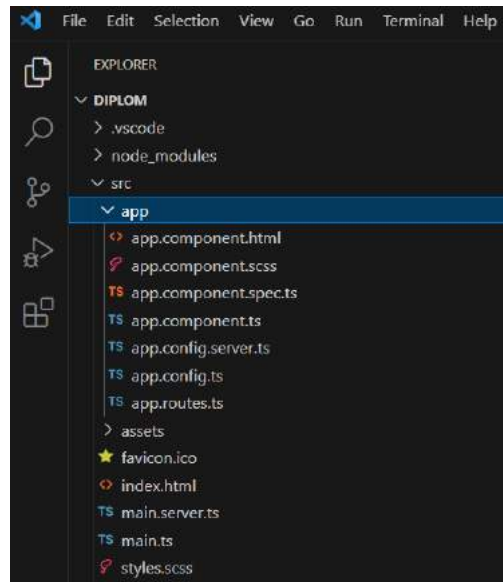 File Edit Selection View Go Run Terminal Help
EXPLORER
DIPLOM
.vscode
node_modules
src
app
<> app.component.html
app.component.scss
TS app.component.spec.ts
TS app.component.ts
TS app.config.server.ts
TS app.config.ts
TS app.routes.ts
assets
favicon.ico
<> index.html
TS main.server.ts
TS main.ts
styles.scss